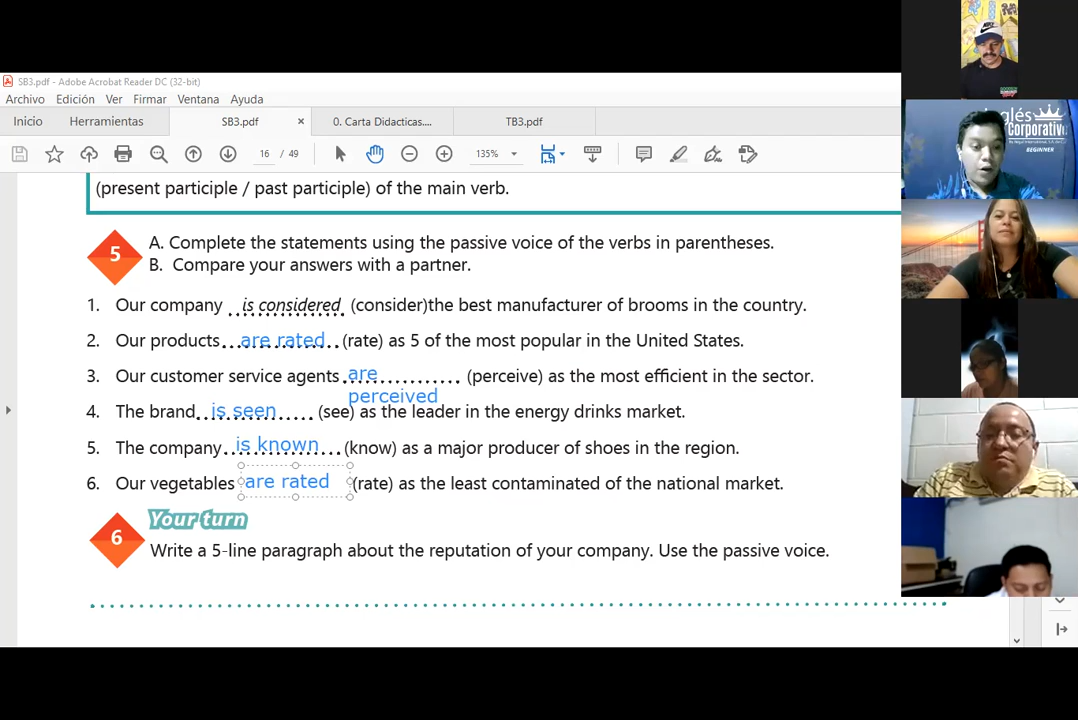 SB3.pdf - Adobe Acrobat Reader DC (32-bit)
Archivo Edición Ver Firmar Ventana Ayuda
Inicio Herramientas SB3.pdf × 0. Carta Didacticas.... TB3.pdf
16 / 49 135%
(present participle / past participle) of the main verb.
5 A. Complete the statements using the passive voice of the verbs in parentheses.
B. Compare your answers with a partner.
1. Our company is considered (consider)the best manufacturer of brooms in the country.
2. Our products are rated (rate) as 5 of the most popular in the United States.
3. Our customer service agents are perceived (perceive) as the most efficient in the sector.
4. The brand is seen (see) as the leader in the energy drinks market.
5. The company is known (know) as a major producer of shoes in the region.
6. Our vegetables are rated (rate) as the least contaminated of the national market.
Your turn
6 Write a 5-line paragraph about the reputation of your company. Use the passive voice.
Corporativo
BEGINNER